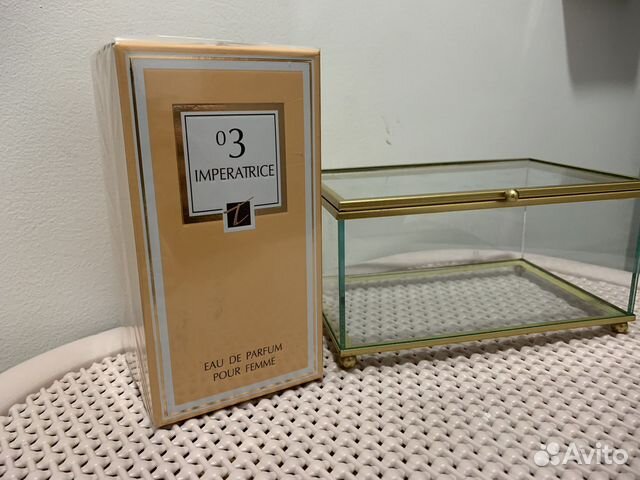 03
IMPERATRICE
EAU DE PARFUM
POUR FEMME
Avito